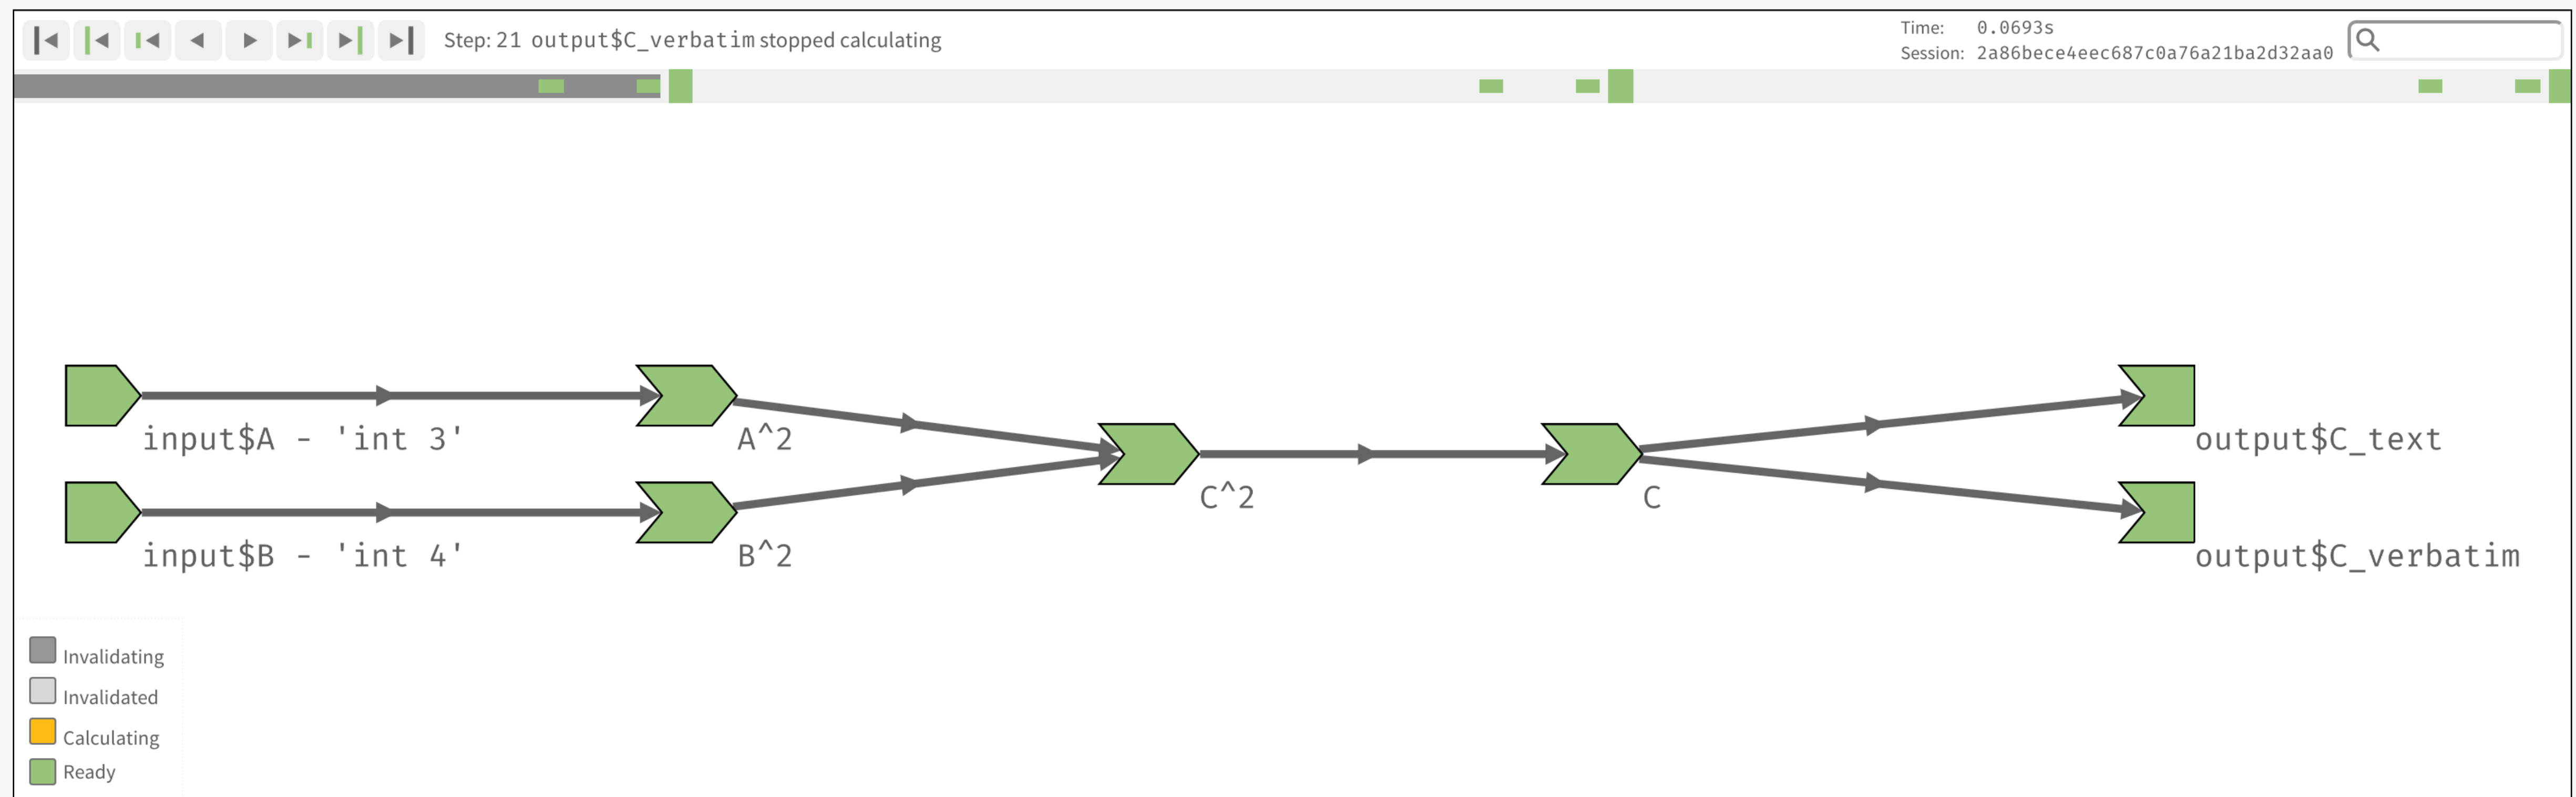 Step: 21 output$C_verbatim stopped calculating
Time: 0.0693s
Session: 2a86bece4eec687c0a76a21ba2d32aa0
input$A - 'int 3'
A^2
output$C_text
C^2
C
input$B - 'int 4'
B^2
output$C_verbatim
Invalidating
Invalidated
Calculating
Ready